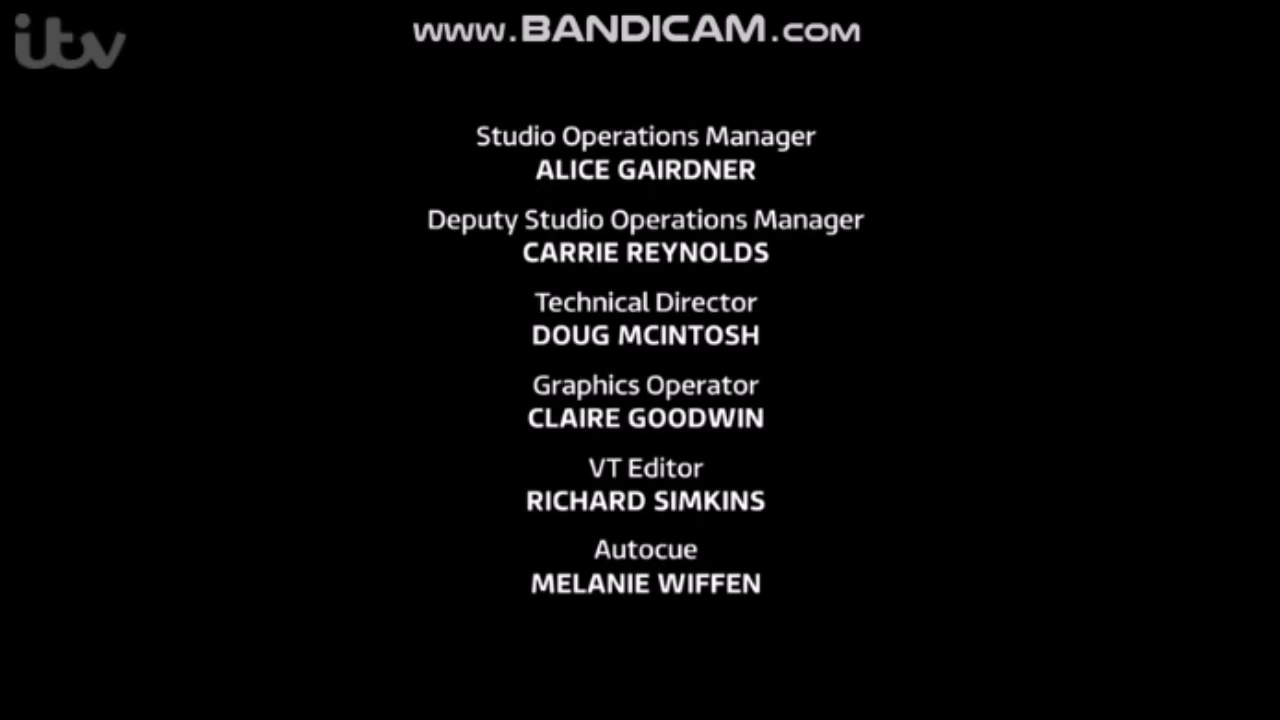 itv
www.BANDICAM.COM
Studio Operations Manager
ALICE GAIRDNER
Deputy Studio Operations Manager
CARRIE REYNOLDS
Technical Director
DOUG MCINTOSH
Graphics Operator
CLAIRE GOODWIN
VT Editor
RICHARD SIMKINS
Autocue
MELANIE WIFFEN